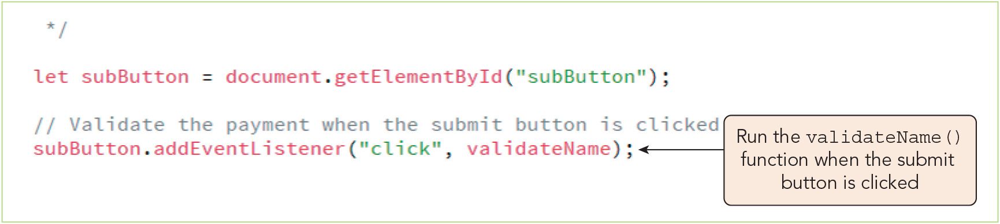 */
let subButton = document.getElementById("subButton");
// Validate the payment when the submit button is clicked
subButton.addEventListener("click", validateName);
Run the validateName()
function when the submit
button is clicked